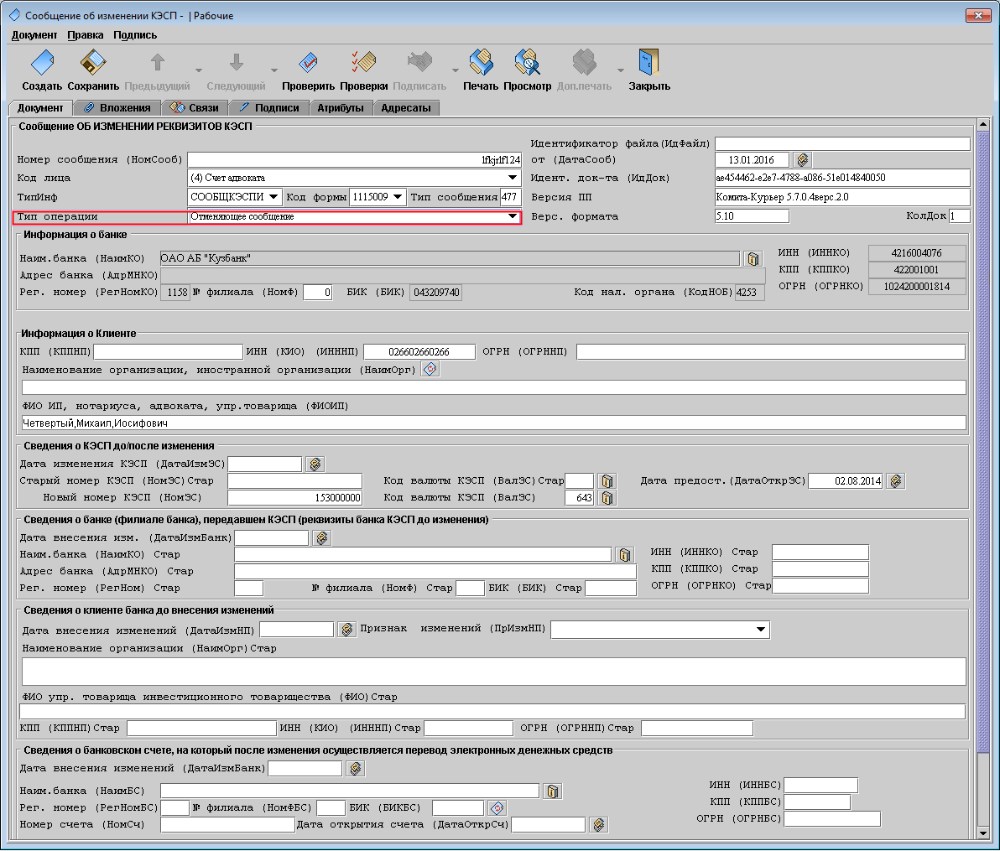 Сообщение об изменении КЭСП - | Рабочие
Документ Правка Подпись
Создать Сохранить Предыдущий Следующий Проверить Проверки Подписать Печать Просмотр Доп.печать Закрыть
Документ Вложения Связи Подписи Атрибуты Адресаты
Сообщение ОБ ИЗМЕНЕНИИ РЕКВИЗИТОВ КЭСП
Идентификатор файла(ИдФайл)
Номер сообщения (НомСооб) lfkjrlf124 от (ДатаСооб) 13.01.2016
Код лица (4) Счет адвоката Идент. док-та (ИдДок) ae454462-e2e7-4788-a086-51e014840050
ТипИнф СООБЩКЭСПИ Код формы 1115009 Тип сообщения 477 Версия ПП Комита-Курьер 5.7.0.4верс.2.0
Тип операции Отменяющее сообщение Верс. формата 5.10 КолДок 1
Информация о банке
Наим.банка (НаимКО) ОАО АБ "Кузбанк" ИНН (ИННКО) 4216004076
Адрес банка (АдрМНКО) КПП (КППКО) 422001001
Рег. номер (РегНомКО) 1158 № филиала (НомФ) 0 БИК (БИК) 043209740 Код нал. органа (КодНОБ) 4253 ОГРН (ОГРНКО) 1024200001814
Информация о Клиенте
КПП (КППНП) ИНН (КИО) (ИНННП) 026602660266 ОГРН (ОГРННП)
Наименование организации, иностранной организации (НаимОрг)
ФИО ИП, нотариуса, адвоката, упр.товарища (ФИОИП)
Четвертый,Михаил,Иосифович
Сведения о КЭСП до/после изменения
Дата изменения КЭСП (ДатаИзмЭС)
Старый номер КЭСП (НомЭС)Стар Код валюты КЭСП (ВалЭС)Стар Дата предост.(ДатаОткрЭС) 02.08.2014
Новый номер КЭСП (НомЭС) 153000000 Код валюты КЭСП (ВалЭС) 643
Сведения о банке (филиале банка), передавшем КЭСП (реквизиты банка КЭСП до изменения)
Дата внесения изм. (ДатаИзмБанк)
Наим.банка (НаимКО) Стар ИНН (ИННКО) Стар
Адрес банка (АдрМНКО) Стар КПП (КППКО) Стар
Рег. номер (РегНом) Стар № филиала (НомФ) Стар БИК (БИК) Стар ОГРН (ОГРНКО) Стар
Сведения о клиенте банка до внесения изменений
Дата внесения изменений (ДатаИзмНП) Признак изменений (ПрИзмНП)
Наименование организации (НаимОрг)Стар
ФИО упр. товарища инвестиционного товарищества (ФИО)Стар
КПП (КППНП)Стар ИНН (КИО) (ИНННП)Стар ОГРН (ОГРННП)Стар
Сведения о банковском счете, на который после изменения осуществляется перевод электронных денежных средств
Дата внесения изменений (ДатаИзмБанк)
Наим.банка (НаимБС) ИНН (ИННБС)
Рег. номер (РегНомБС) № филиала (НомФБС) БИК (БИКБС) КПП (КППБС)
Номер счета (НомСч) Дата открытия счета (ДатаОткрСч) ОГРН (ОГРНБС)